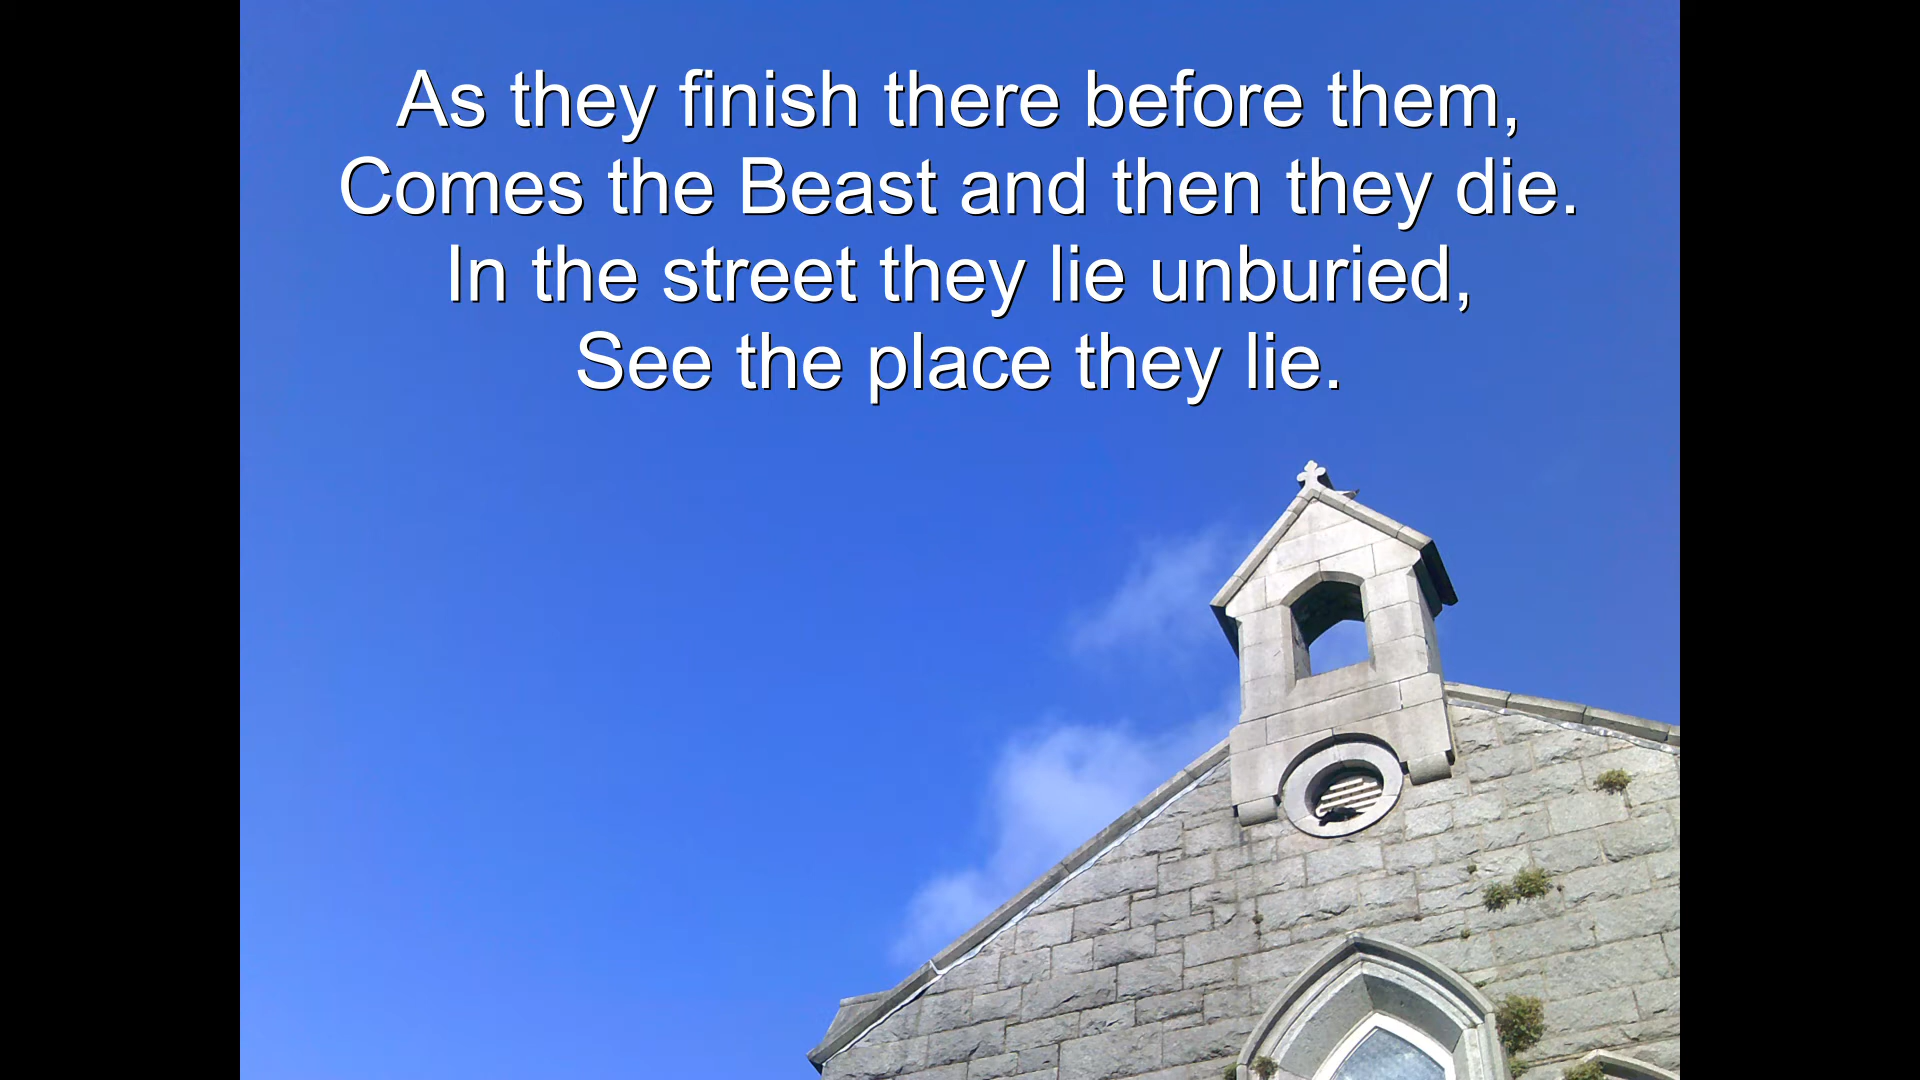 As they finish there before them,
Comes the Beast and then they die.
In the street they lie unburied,
See the place they lie.